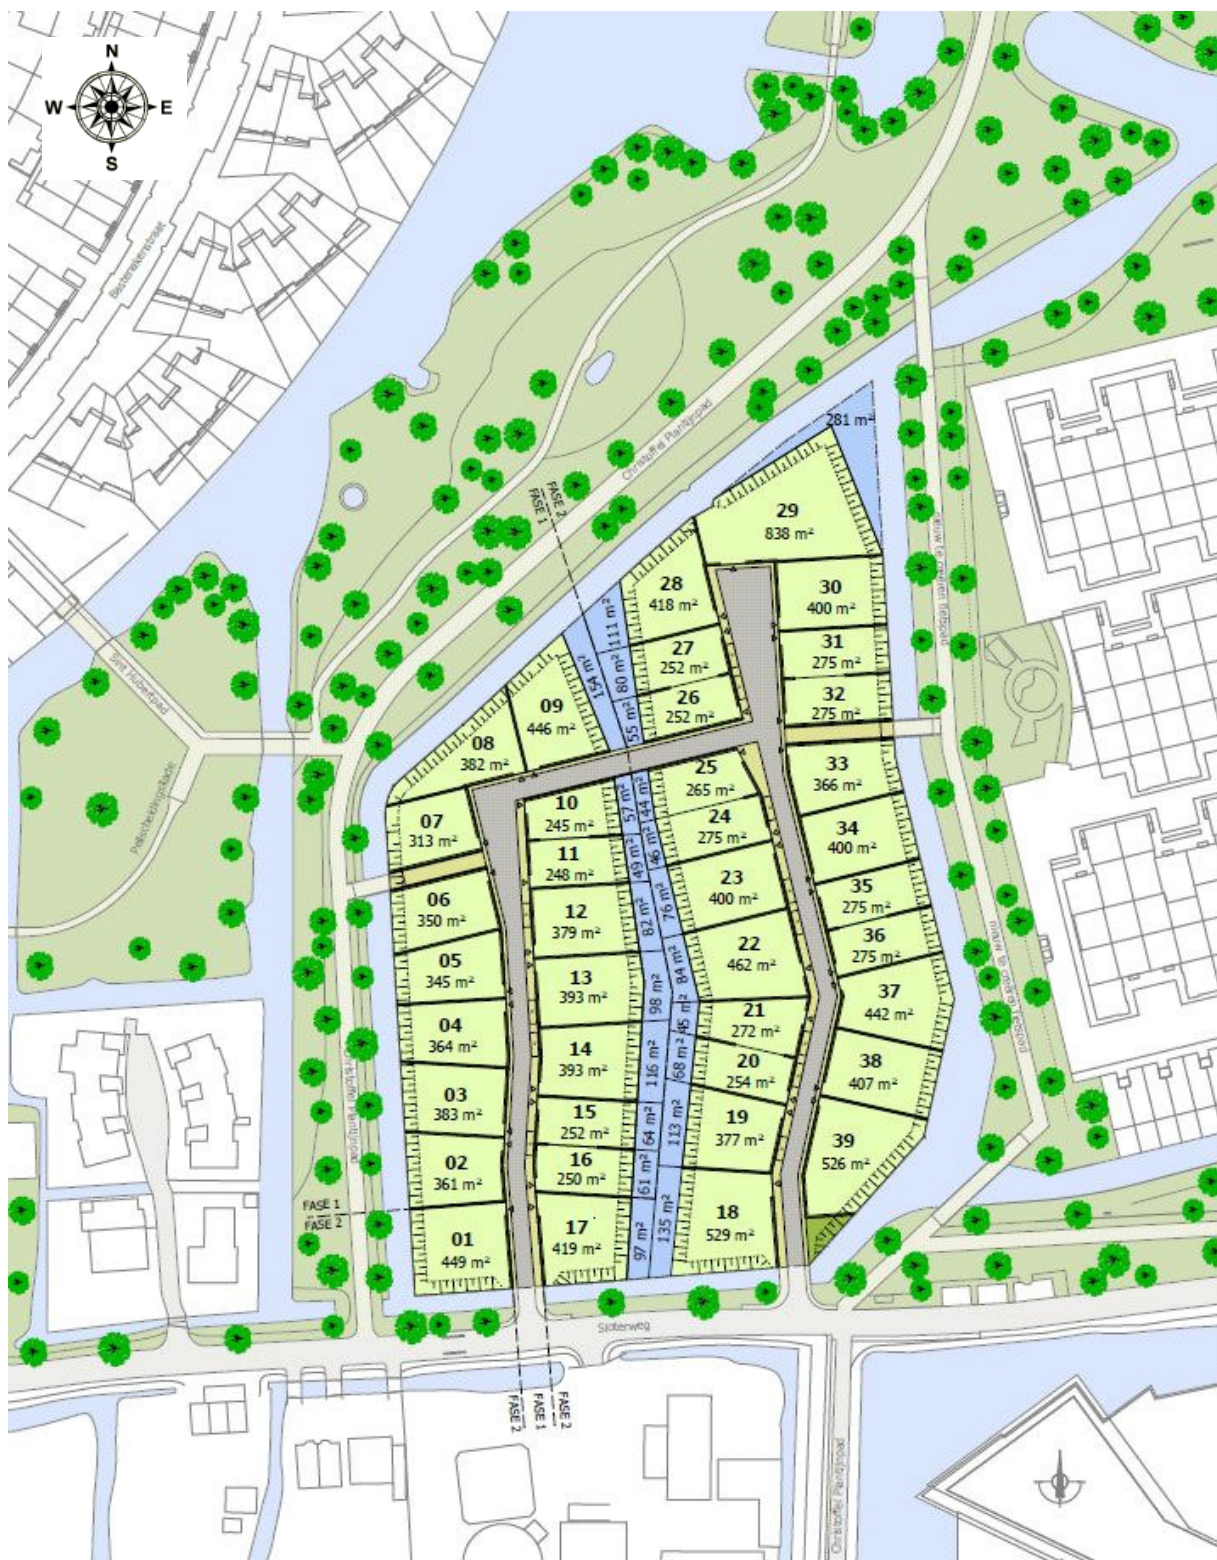 N
W E
S
Bastenakenstraat
281 m²
Christoffel Plantijnpad
FASE 2
FASE 1
29
838 m²
28
418 m²
30
400 m²
111 m²
27
252 m²
31
275 m²
154 m²
80 m²
26
252 m²
32
275 m²
55 m²
09
446 m²
08
382 m²
Sint Hubertpad
25
265 m²
33
366 m²
57 m²
44 m²
10
245 m²
07
313 m²
24
275 m²
34
400 m²
49 m²
46 m²
11
248 m²
23
400 m²
35
275 m²
06
350 m²
12
379 m²
82 m²
76 m²
22
462 m²
36
275 m²
05
345 m²
13
393 m²
98 m²
84 m²
37
442 m²
45 m²
21
272 m²
04
364 m²
14
393 m²
116 m²
68 m²
20
254 m²
38
407 m²
03
383 m²
15
252 m²
64 m²
113 m²
19
377 m²
39
526 m²
Christoffel Plantijnpad
02
361 m²
16
250 m²
61 m²
FASE 1
FASE 2
01
449 m²
17
419 m²
97 m²
135 m²
18
529 m²
Sloterweg
FASE 2
FASE 1
FASE 2
Christoffel Plantijnpad